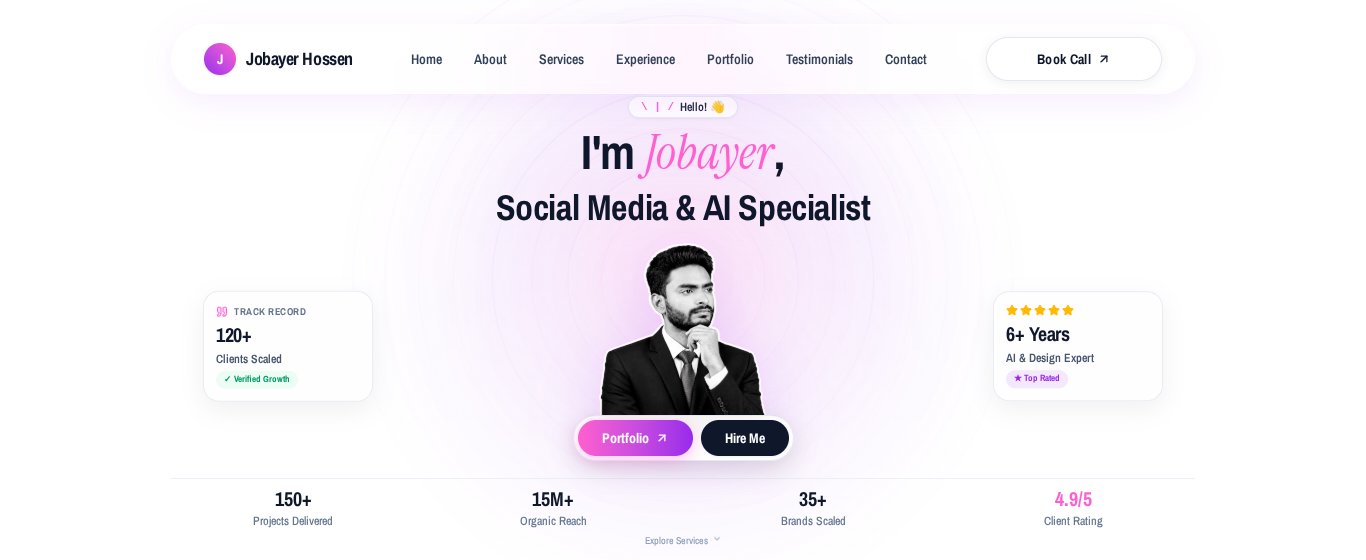 J Jobayer Hossen Home About Services Experience Portfolio Testimonials Contact Book Call
\ | / Hello! 👋
I'm Jobayer,
Social Media & AI Specialist
TRACK RECORD
120+
Clients Scaled
✓ Verified Growth
6+ Years
AI & Design Expert
★ Top Rated
Portfolio Hire Me
150+ 15M+ 35+ 4.9/5
Projects Delivered Organic Reach Brands Scaled Client Rating
Explore Services